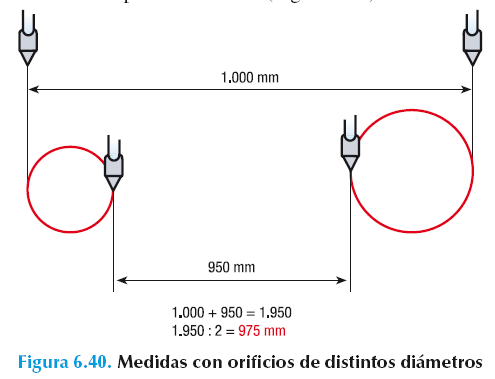 1.000 mm
950 mm
1.000 + 950 = 1.950
1.950 : 2 = 975 mm
Figura 6.40. Medidas con orificios de distintos diámetros